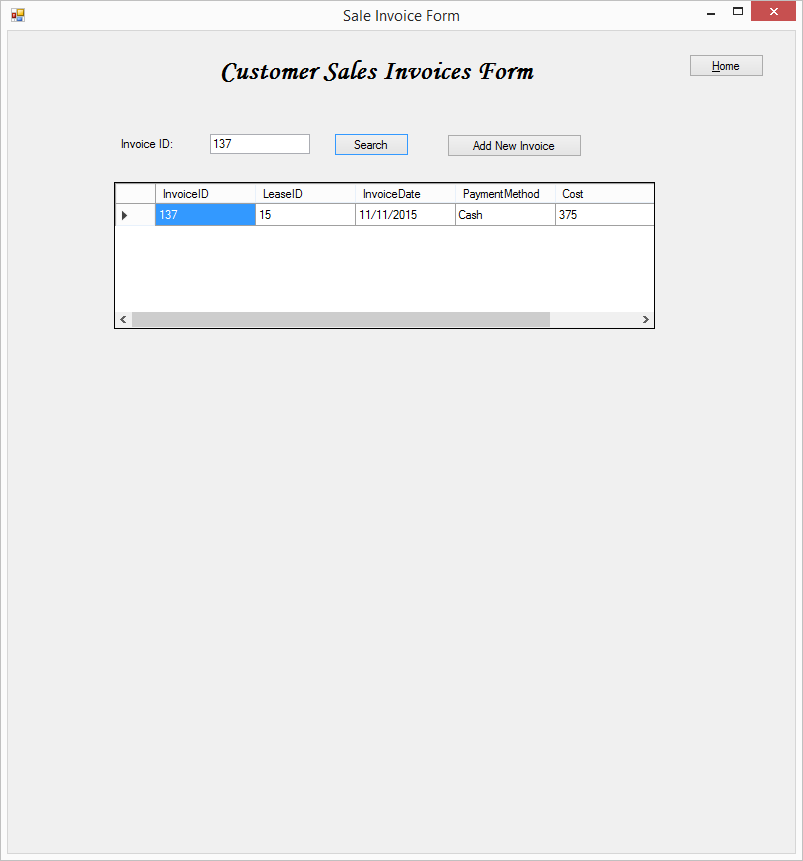 Sale Invoice Form
Customer Sales Invoices Form
Home
Invoice ID: 137 Search Add New Invoice
InvoiceID LeaseID InvoiceDate PaymentMethod Cost
137 15 11/11/2015 Cash 375